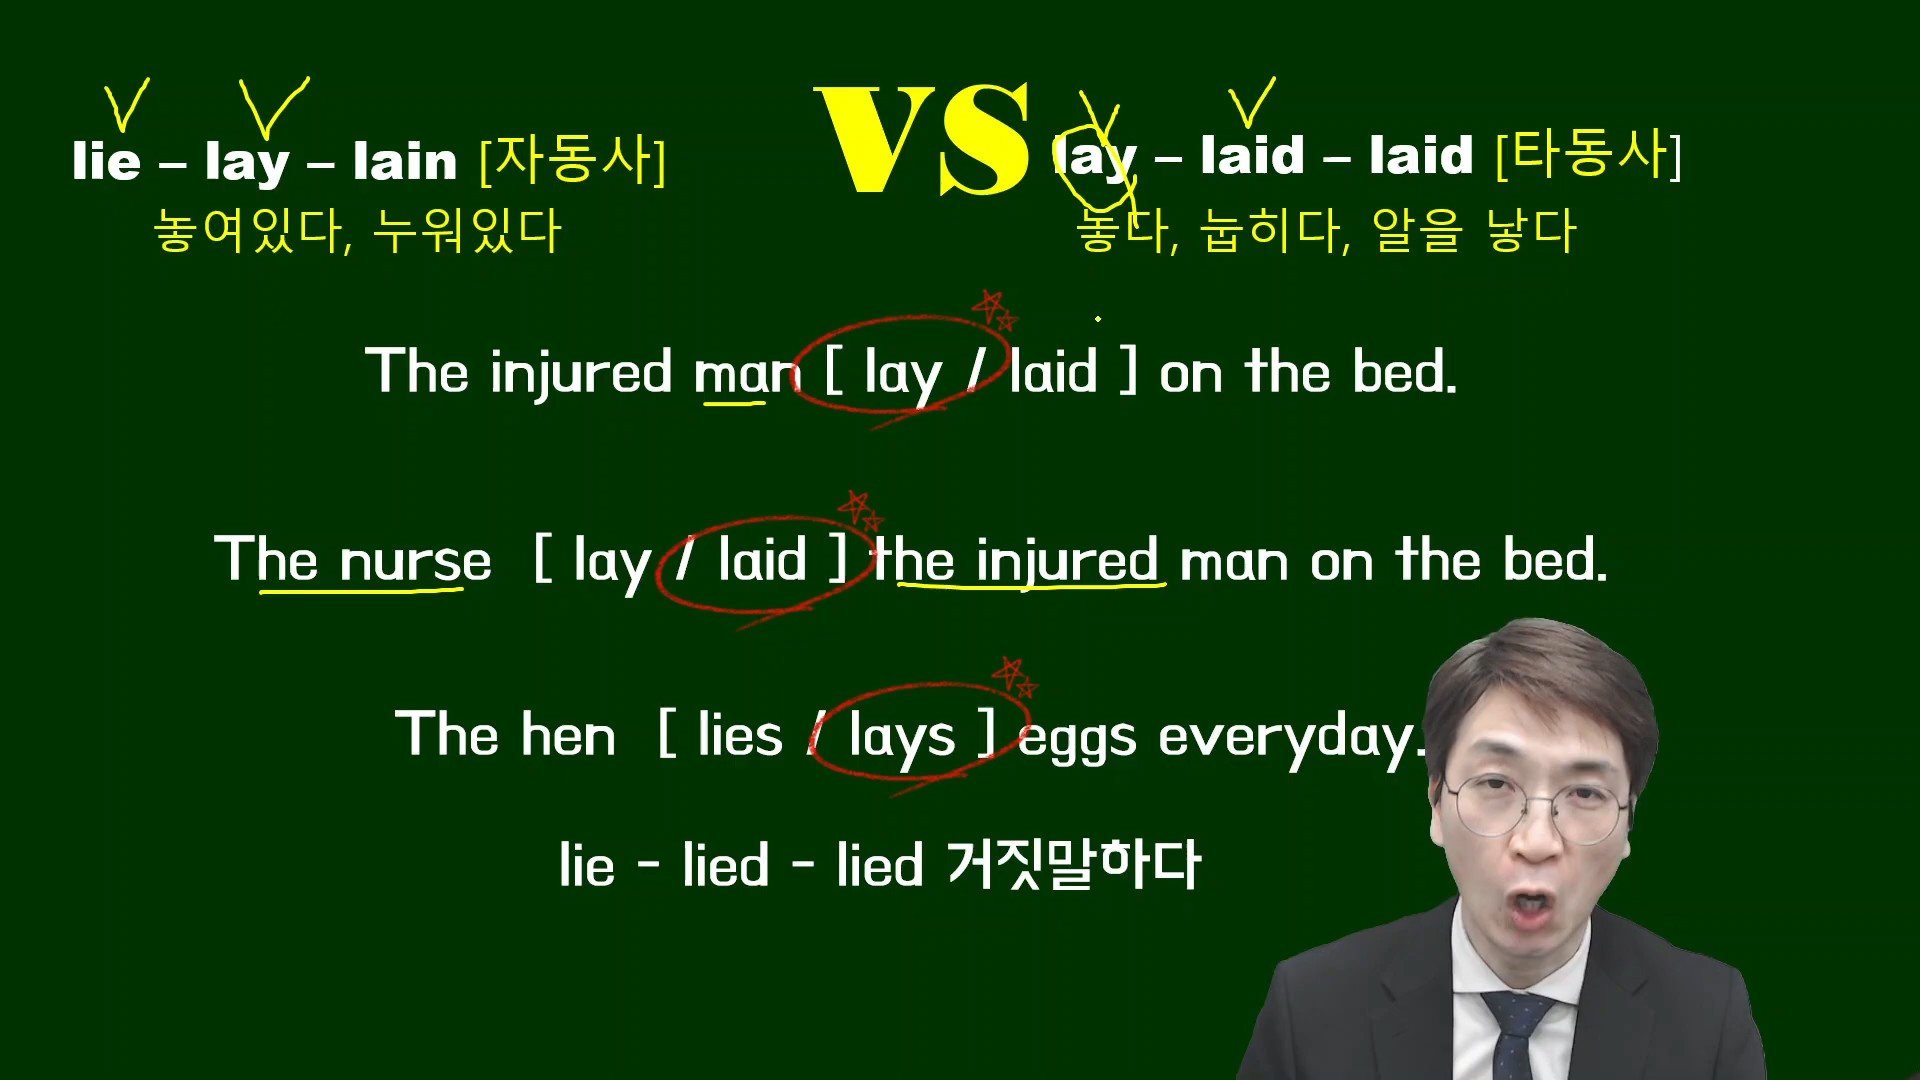 lie – lay – lain [자동사]
놓여있다, 누워있다
VS
lay – laid – laid [타동사]
놓다, 눕히다, 알을 낳다
The injured man [ lay / laid ] on the bed.
The nurse [ lay / laid ] the injured man on the bed.
The hen [ lies / lays ] eggs everyday.
lie - lied - lied 거짓말하다